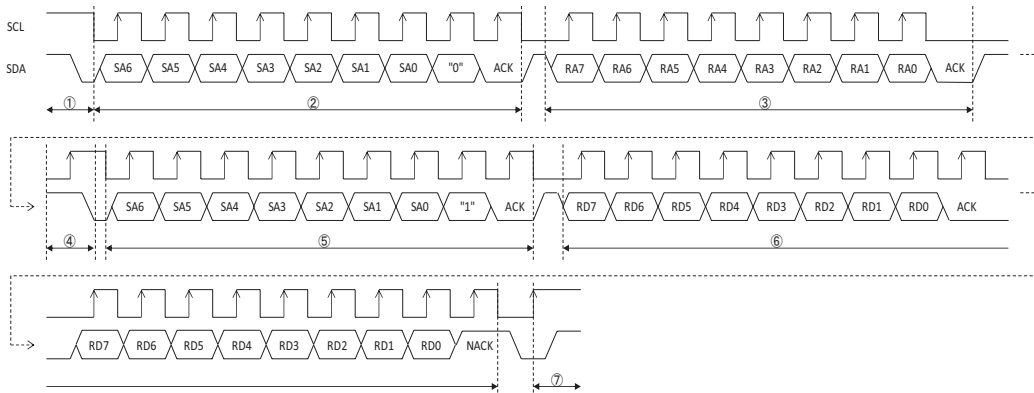 SCL
SDA SA6 SA5 SA4 SA3 SA2 SA1 SA0 "0" ACK RA7 RA6 RA5 RA4 RA3 RA2 RA1 RA0 ACK
① ② ③
SA6 SA5 SA4 SA3 SA2 SA1 SA0 "1" ACK RD7 RD6 RD5 RD4 RD3 RD2 RD1 RD0 ACK
④ ⑤ ⑥
RD7 RD6 RD5 RD4 RD3 RD2 RD1 RD0 NACK
⑦